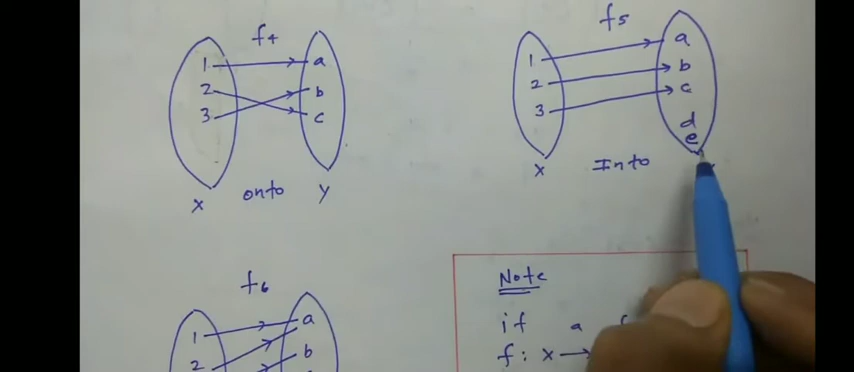 f4
1 a
2 b
3 c
X onto Y
f5
1 a
2 b
3 c
d
e
X Into
f6
1 a
2 b
Note
if a
f : X →